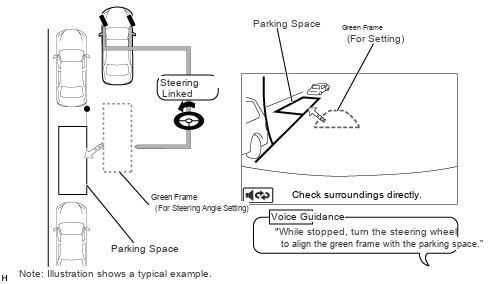 Parking Space
Green Frame
(For Setting)
Steering
Linked
Green Frame
(For Steering Angle Setting)
Parking Space
Check surroundings directly.
Voice Guidance
"While stopped, turn the steering wheel
to align the green frame with the parking space."
H
Note: Illustration shows a typical example.